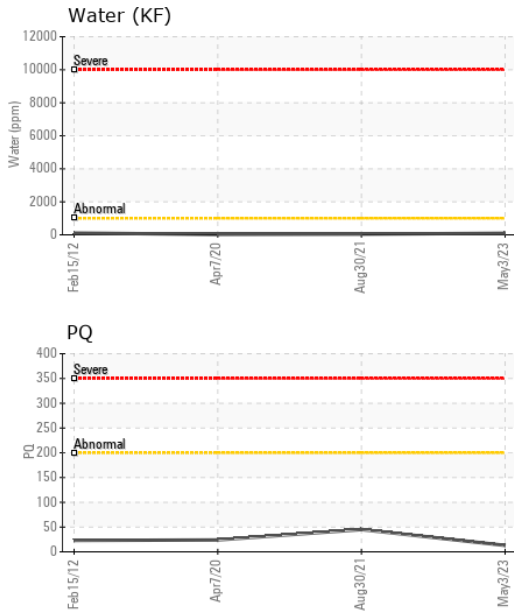 Water (KF)
12000
Severe
10000
8000
Water (ppm)
6000
4000
2000
Abnormal
0
Feb15/12
Apr7/20
Aug30/21
May3/23
PQ
400
Severe
350
300
250
Abnormal
PQ
200
150
100
50
0
Feb15/12
Apr7/20
Aug30/21
May3/23